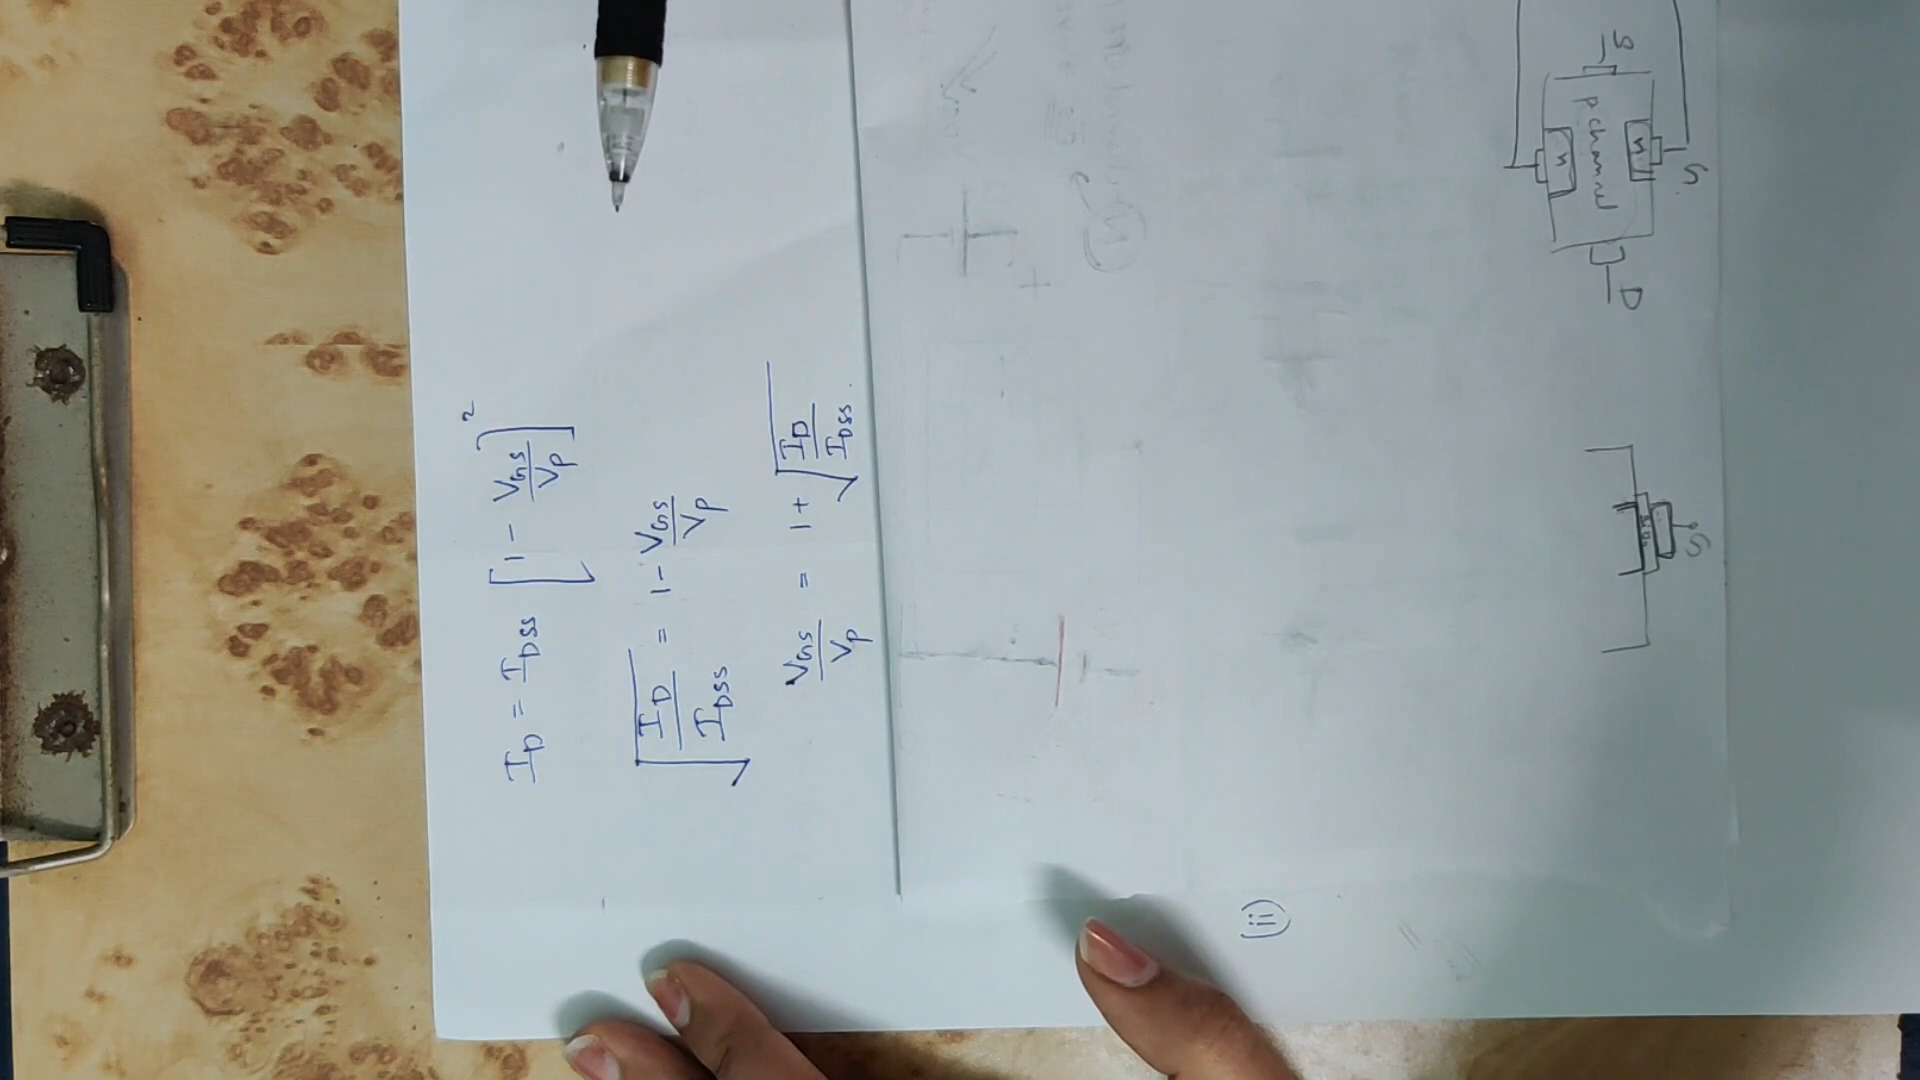 I_D = I_DSS [1 - V_GS/V_P]²
√(I_D/I_DSS) = 1 - V_GS/V_P
V_GS/V_P = 1 + √(I_D/I_DSS).
(ii)
S
p channel
N
N
G
D
G